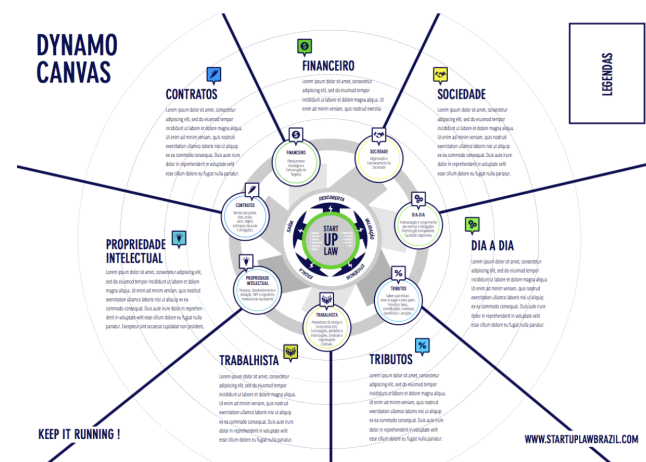 DYNAMO
CANVAS
LEGENDAS
FINANCEIRO
Lorem ipsum dolor sit amet, consectetur
adipiscing elit, sed do eiusmod tempor
incididunt ut labore et dolore magna aliqua. Ut
enim ad minim veniam, quis nostrud exercita
CONTRATOS
Lorem ipsum dolor sit amet, consectetur
adipiscing elit, sed do eiusmod tempor
incididunt ut labore et dolore magna aliqua.
Ut enim ad minim veniam, quis nostrud
exercitation ullamco laboris nisi ut aliquip
ex ea commodo consequat. Duis aute irure
dolor in reprehenderit in voluptate velit
esse cillum dolore eu fugiat nulla pariatur.
SOCIEDADE
Lorem ipsum dolor sit amet, consectetur
adipiscing elit, sed do eiusmod tempor
incididunt ut labore et dolore magna aliqua.
Ut enim ad minim veniam, quis nostrud
exercitation ullamco laboris nisi ut aliquip
ex ea commodo consequat. Duis aute irure
dolor in reprehenderit in voluptate velit
esse cillum dolore eu fugiat nulla pariatur.
FINANCEIRO
SOCIEDADE
CONTRATOS
DIA-DIA
DESCOBERTA
VALIDAÇÃO
SAÍDA
START
UP
LAW
PROPRIEDADE
INTELECTUAL
Lorem ipsum dolor sit amet, consectetur
adipiscing elit, sed do eiusmod tempor
incididunt ut labore et dolore magna aliqua.
Ut enim ad minim veniam, quis nostrud
exercitation ullamco laboris nisi ut aliquip
ex ea commodo consequat. Duis aute irure
dolor in reprehenderit in voluptate velit
esse cillum dolore eu fugiat nulla pariatur.
Excepteur sint occaecat cupidatat non proident,
DIA A DIA
Lorem ipsum dolor sit amet, consectetur
adipiscing elit, sed do eiusmod tempor
incididunt ut labore et dolore magna aliqua.
Ut enim ad minim veniam, quis nostrud
exercitation ullamco laboris nisi ut aliquip
ex ea commodo consequat. Duis aute irure
dolor in reprehenderit in voluptate velit
esse cillum dolore eu fugiat nulla pariatur.
PROPRIEDADE
INTELECTUAL
TRIBUTOS
TRABALHISTA
TRABALHISTA
Lorem ipsum dolor sit amet, consectetur
adipiscing elit, sed do eiusmod tempor
incididunt ut labore et dolore magna aliqua.
Ut enim ad minim veniam, quis nostrud
exercitation ullamco laboris nisi ut aliquip
ex ea commodo consequat. Duis aute irure
dolor in reprehenderit in voluptate velit
esse cillum dolore eu fugiat nulla pariatur.
TRIBUTOS
Lorem ipsum dolor sit amet, consectetur
adipiscing elit, sed do eiusmod tempor
incididunt ut labore et dolore magna aliqua.
Ut enim ad minim veniam, quis nostrud
exercitation ullamco laboris nisi ut aliquip
ex ea commodo consequat. Duis aute irure
dolor in reprehenderit in voluptate velit
esse cillum dolore eu fugiat nulla pariatur.
KEEP IT RUNNING !
WWW.STARTUPLAWBRAZIL.COM